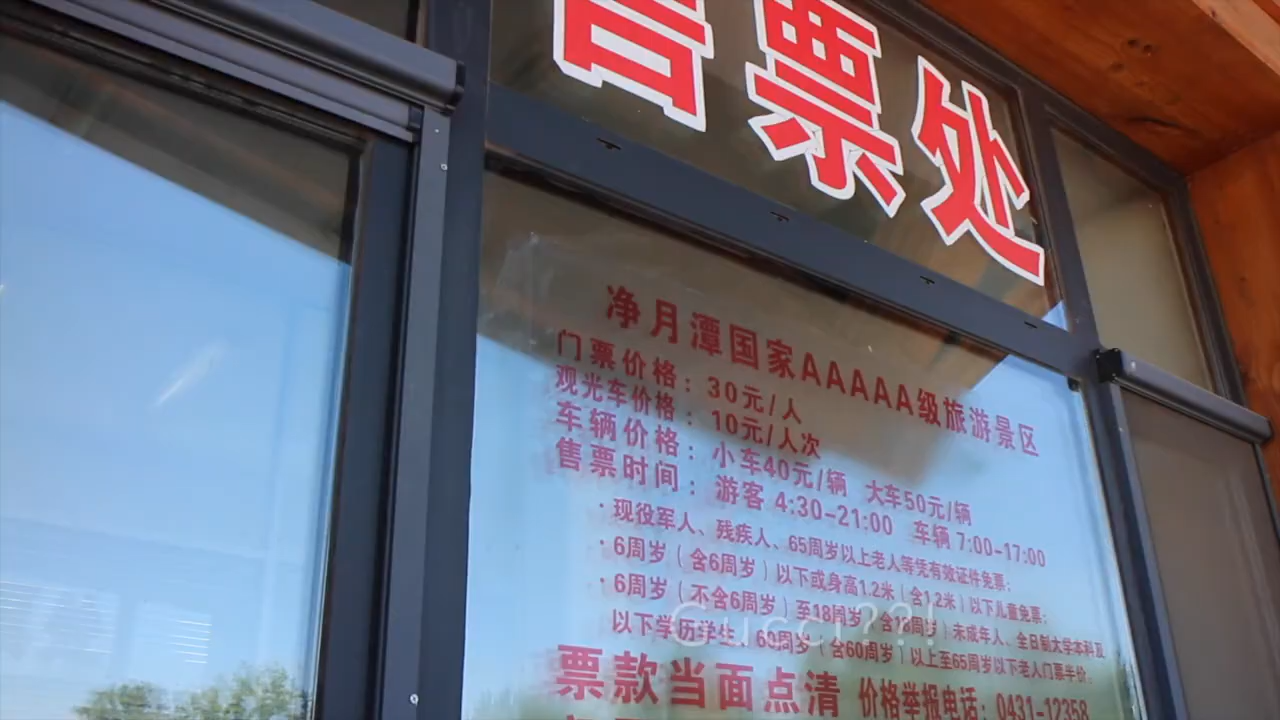 售票处
净月潭国家AAAAA级旅游景区
门票价格：30元/人
观光车价格：10元/人次
车辆价格：小车40元/辆 大车50元/辆
售票时间：游客 4:30-21:00 车辆 7:00-17:00
·现役军人、残疾人、65周岁以上老人等凭有效证件免票；
·6周岁（含6周岁）以下或身高1.2米（含1.2米）以下儿童免票；
·6周岁（不含6周岁）至18周岁（含18周岁）未成年人、全日制大学本科及
以下学历学生、60周岁（含60周岁）以上至65周岁以下老人门票半价。
Gucci??!
票款当面点清 价格举报电话：0431-12358